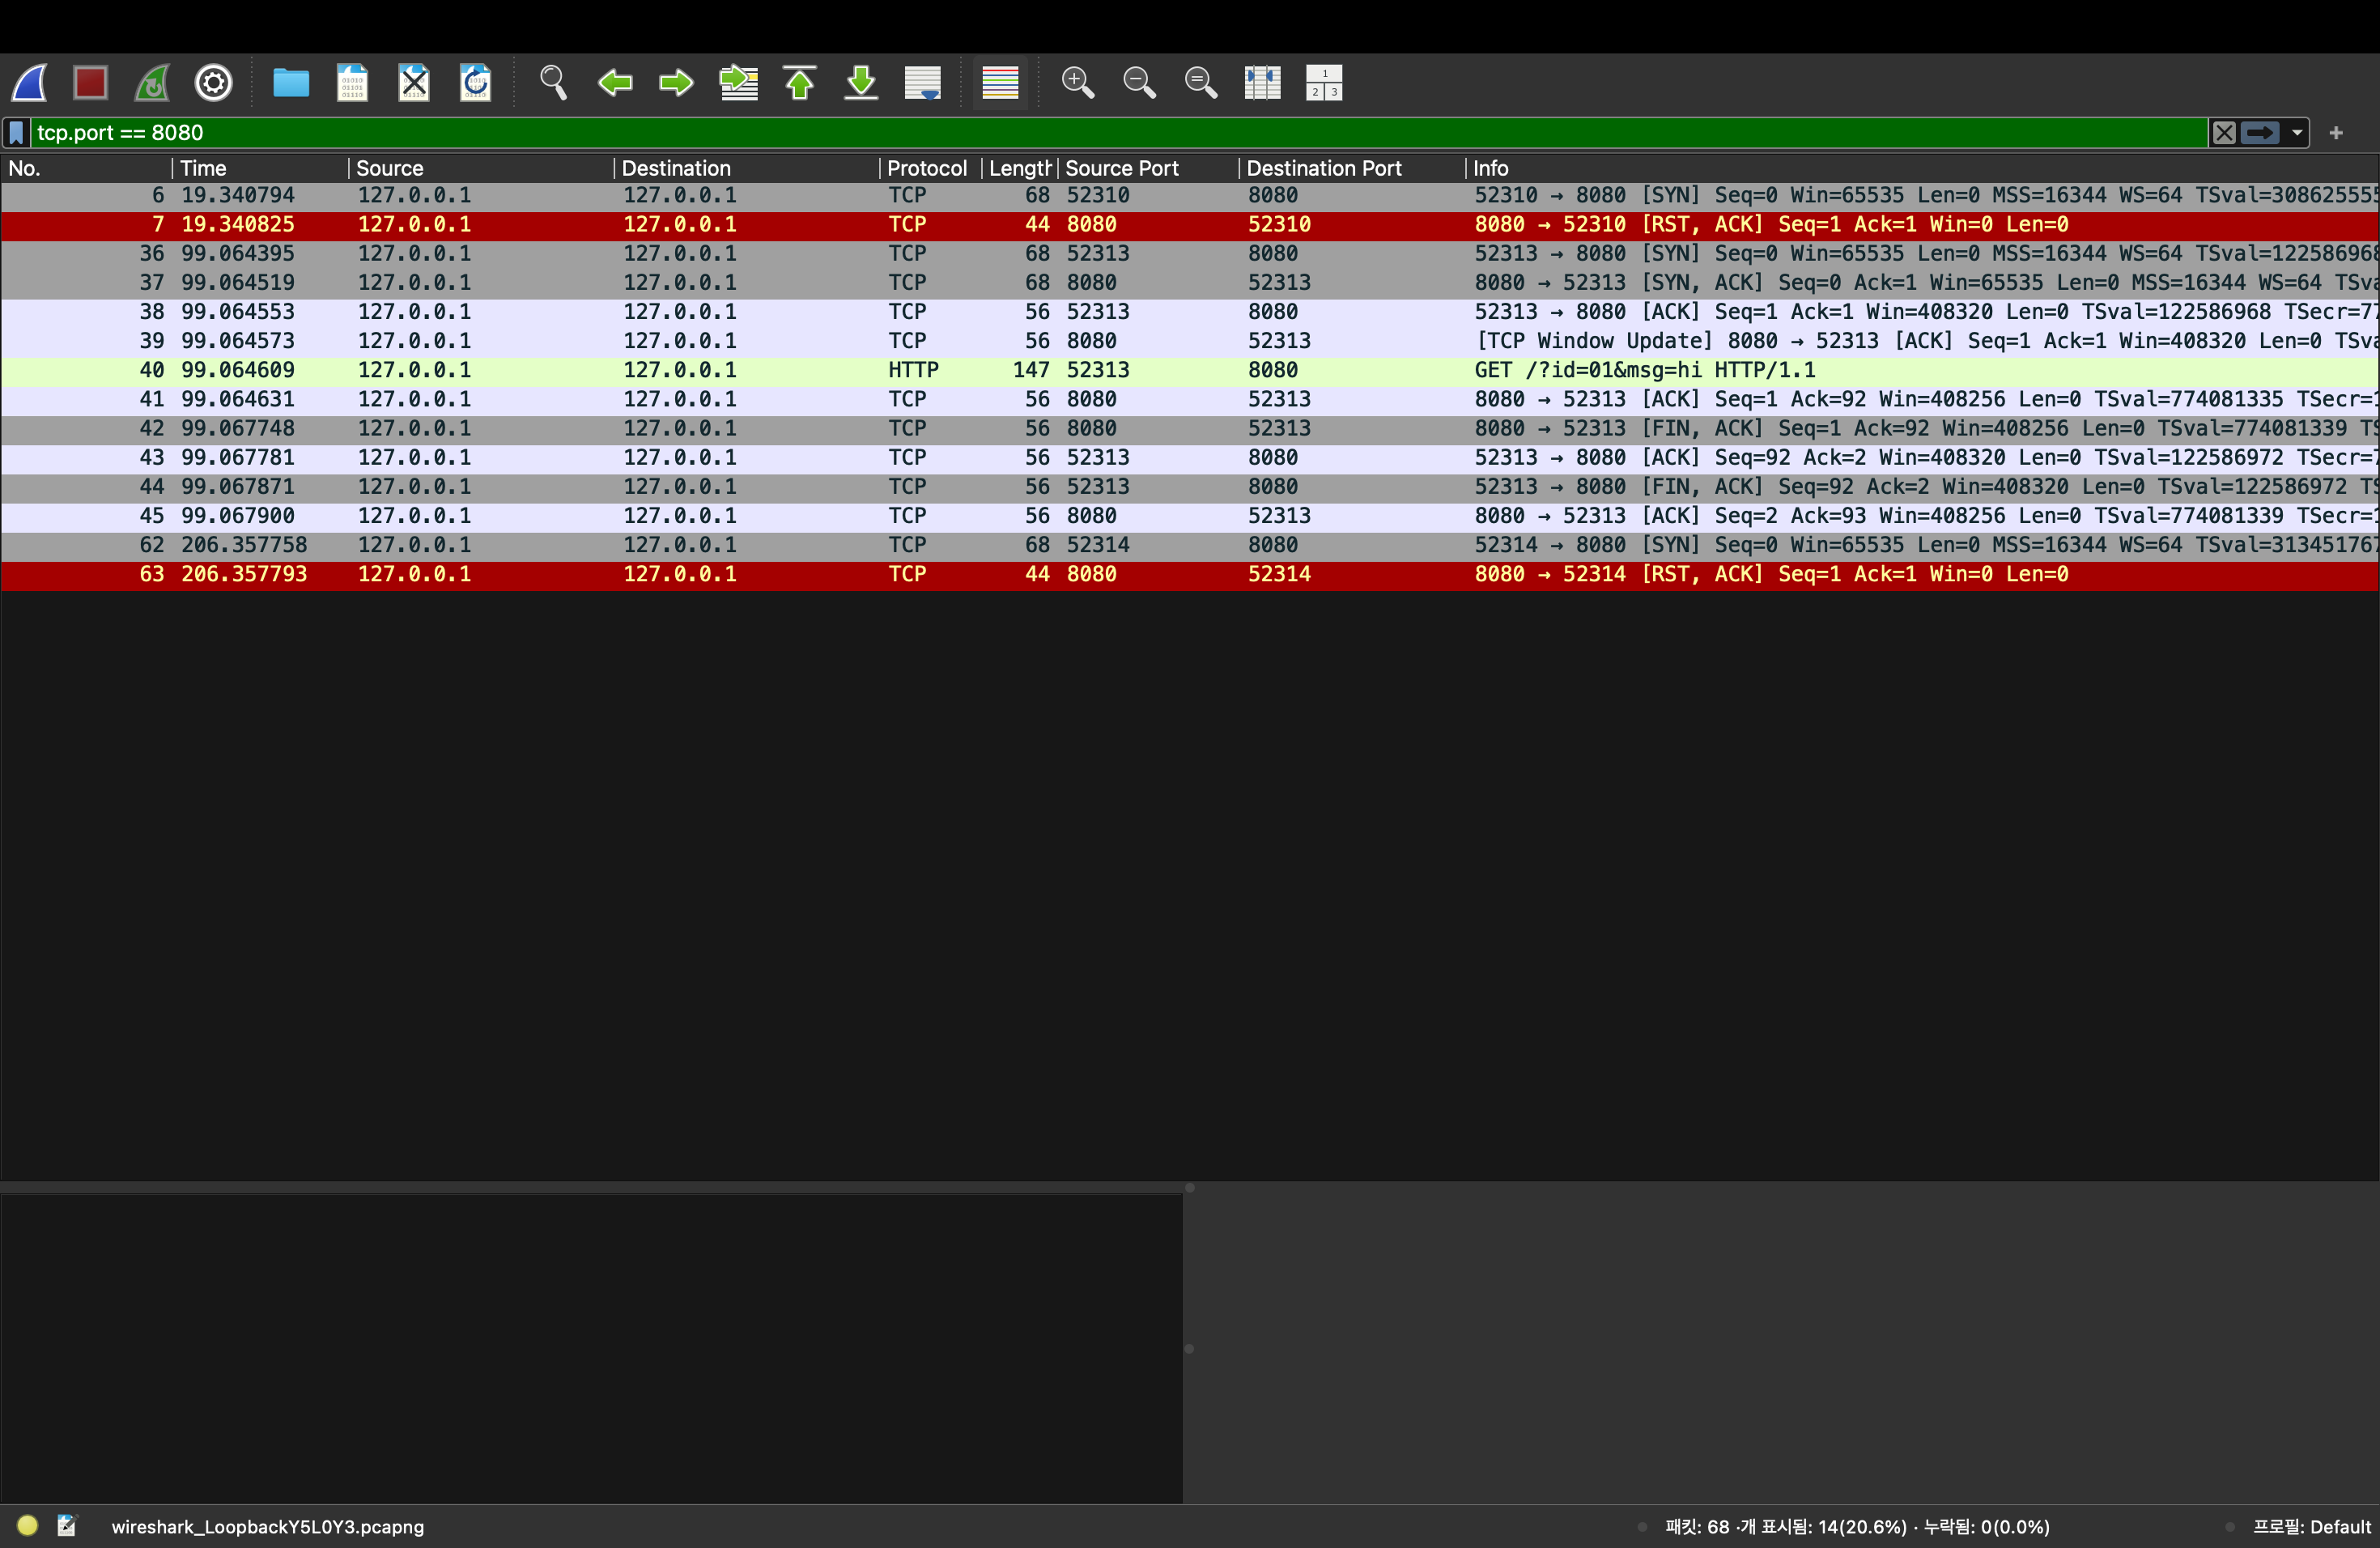 tcp.port == 8080
No. Time Source Destination Protocol Length Source Port Destination Port Info
6 19.340794 127.0.0.1 127.0.0.1 TCP 68 52310 8080 52310 → 8080 [SYN] Seq=0 Win=65535 Len=0 MSS=16344 WS=64 TSval=308625555
7 19.340825 127.0.0.1 127.0.0.1 TCP 44 8080 52310 8080 → 52310 [RST, ACK] Seq=1 Ack=1 Win=0 Len=0
36 99.064395 127.0.0.1 127.0.0.1 TCP 68 52313 8080 52313 → 8080 [SYN] Seq=0 Win=65535 Len=0 MSS=16344 WS=64 TSval=122586968
37 99.064519 127.0.0.1 127.0.0.1 TCP 68 8080 52313 8080 → 52313 [SYN, ACK] Seq=0 Ack=1 Win=65535 Len=0 MSS=16344 WS=64 TSva
38 99.064553 127.0.0.1 127.0.0.1 TCP 56 52313 8080 52313 → 8080 [ACK] Seq=1 Ack=1 Win=408320 Len=0 TSval=122586968 TSecr=77
39 99.064573 127.0.0.1 127.0.0.1 TCP 56 8080 52313 [TCP Window Update] 8080 → 52313 [ACK] Seq=1 Ack=1 Win=408320 Len=0 TSva
40 99.064609 127.0.0.1 127.0.0.1 HTTP 147 52313 8080 GET /?id=01&msg=hi HTTP/1.1
41 99.064631 127.0.0.1 127.0.0.1 TCP 56 8080 52313 8080 → 52313 [ACK] Seq=1 Ack=92 Win=408256 Len=0 TSval=774081335 TSecr=1
42 99.067748 127.0.0.1 127.0.0.1 TCP 56 8080 52313 8080 → 52313 [FIN, ACK] Seq=1 Ack=92 Win=408256 Len=0 TSval=774081339 TS
43 99.067781 127.0.0.1 127.0.0.1 TCP 56 52313 8080 52313 → 8080 [ACK] Seq=92 Ack=2 Win=408320 Len=0 TSval=122586972 TSecr=7
44 99.067871 127.0.0.1 127.0.0.1 TCP 56 52313 8080 52313 → 8080 [FIN, ACK] Seq=92 Ack=2 Win=408320 Len=0 TSval=122586972 TS
45 99.067900 127.0.0.1 127.0.0.1 TCP 56 8080 52313 8080 → 52313 [ACK] Seq=2 Ack=93 Win=408256 Len=0 TSval=774081339 TSecr=1
62 206.357758 127.0.0.1 127.0.0.1 TCP 68 52314 8080 52314 → 8080 [SYN] Seq=0 Win=65535 Len=0 MSS=16344 WS=64 TSval=313451767
63 206.357793 127.0.0.1 127.0.0.1 TCP 44 8080 52314 8080 → 52314 [RST, ACK] Seq=1 Ack=1 Win=0 Len=0
wireshark_LoopbackY5L0Y3.pcapng 패킷: 68 ·개 표시됨: 14(20.6%) · 누락됨: 0(0.0%) 프로필: Default